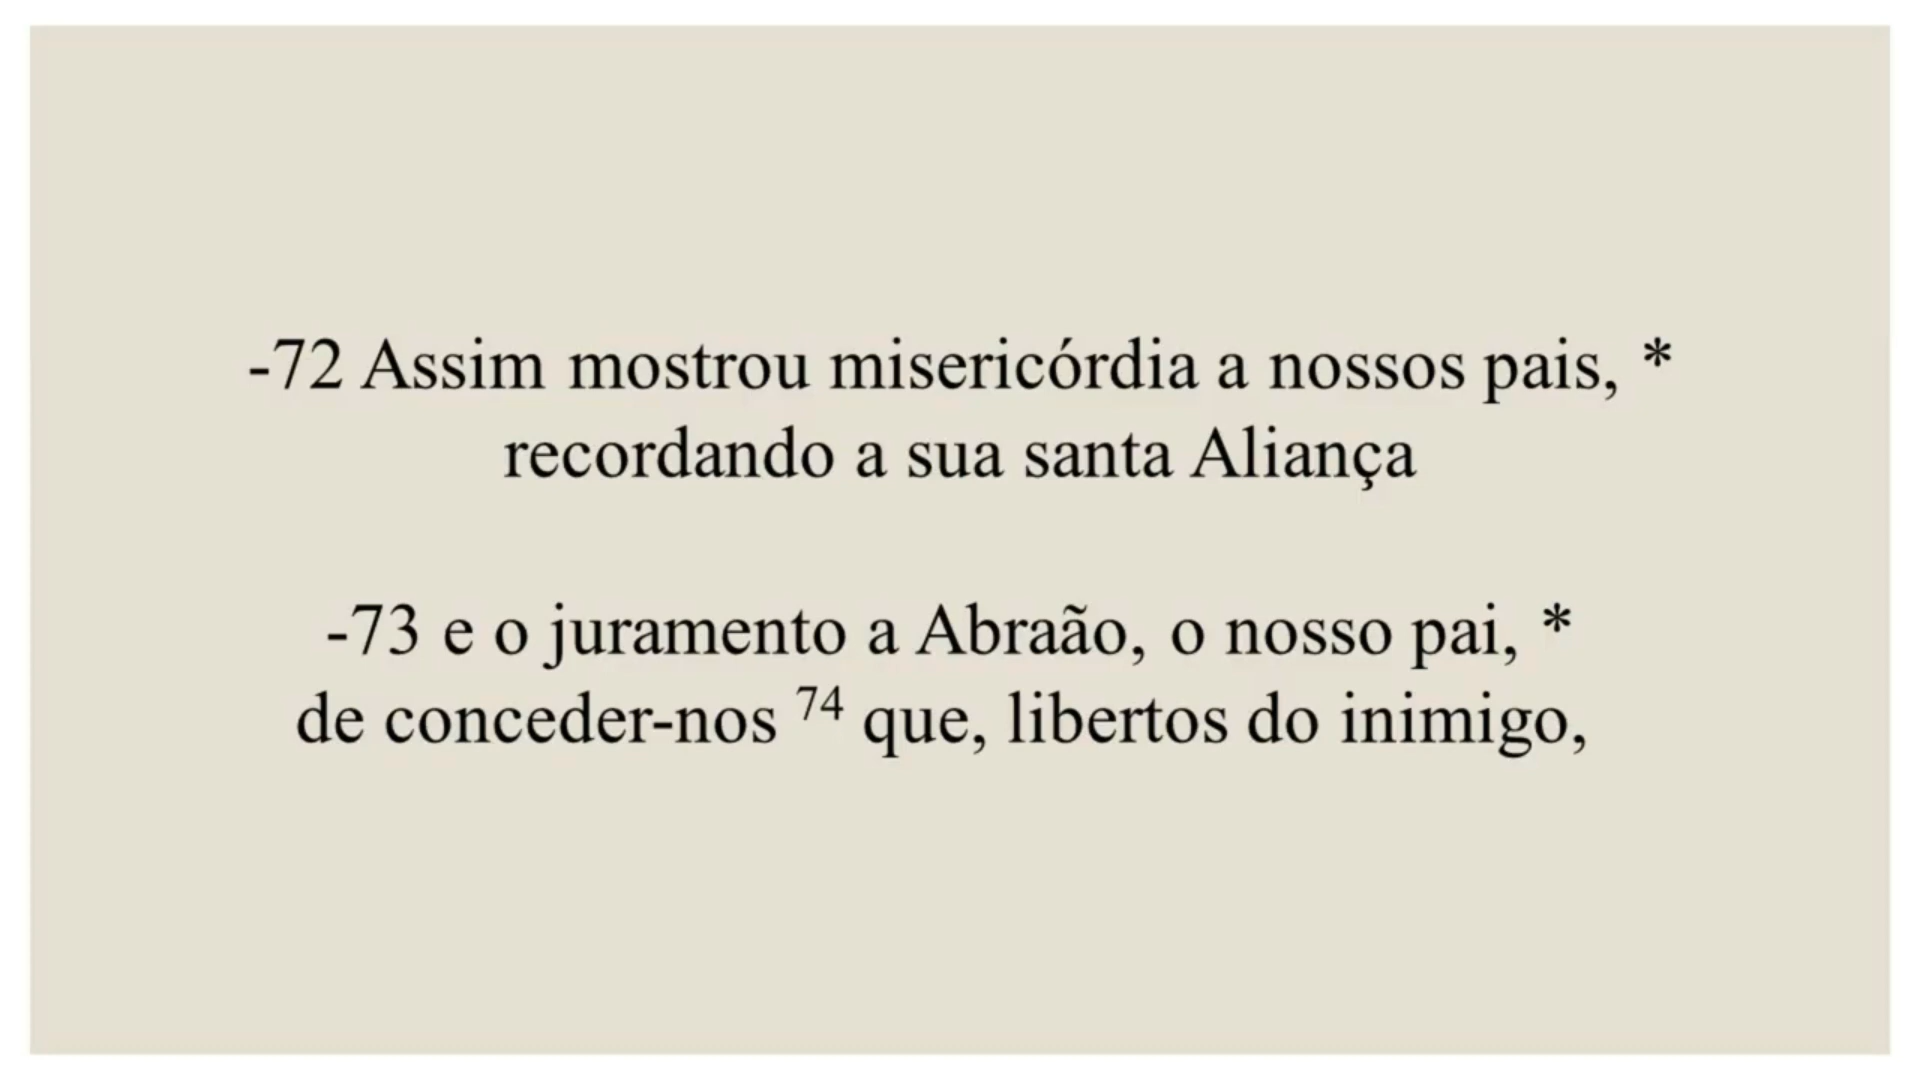 -72 Assim mostrou misericórdia a nossos pais, *
recordando a sua santa Aliança
-73 e o juramento a Abraão, o nosso pai, *
de conceder-nos 74 que, libertos do inimigo,